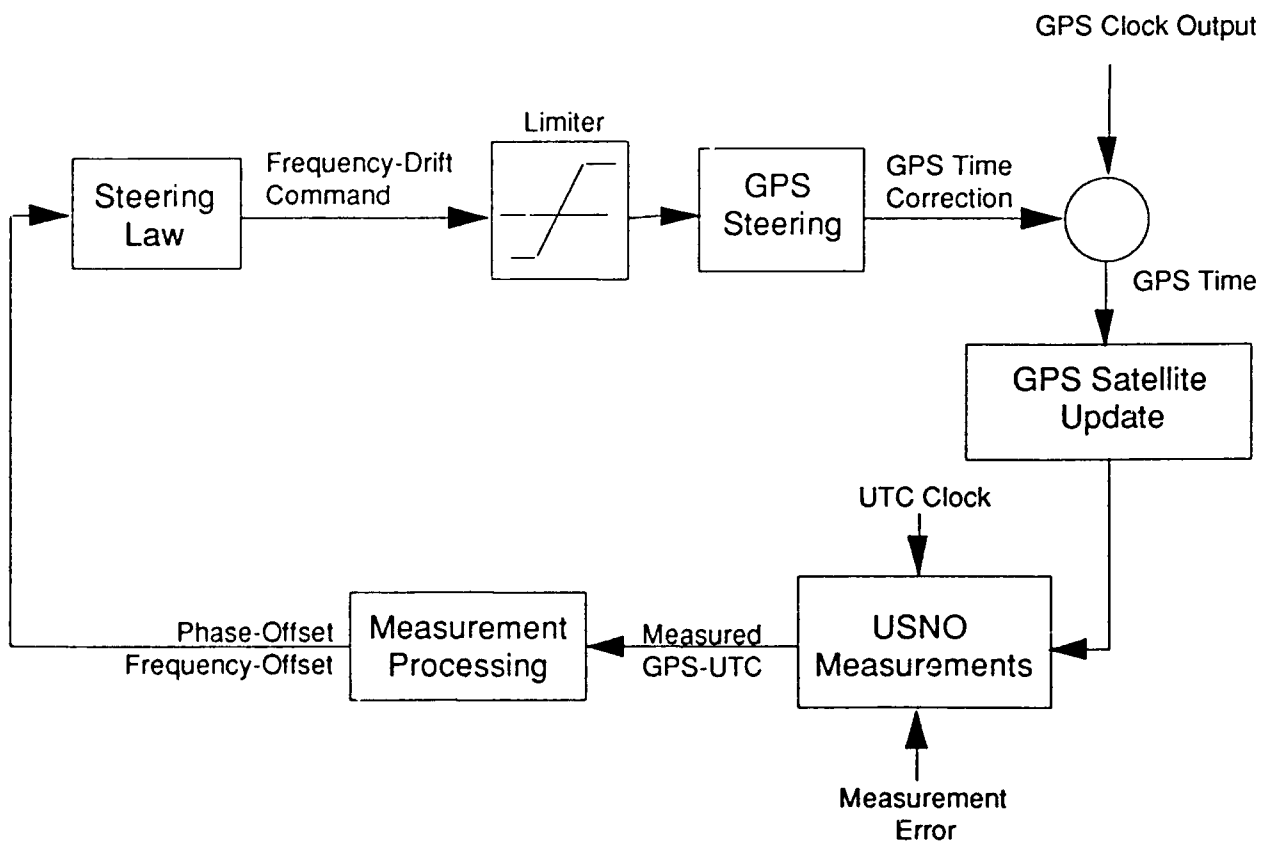 GPS Clock Output
Limiter
Steering
Law
Frequency-Drift
Command
GPS
Steering
GPS Time
Correction
GPS Time
GPS Satellite
Update
UTC Clock
USNO
Measurements
Measured
GPS-UTC
Measurement
Processing
Phase-Offset
Frequency-Offset
Measurement
Error